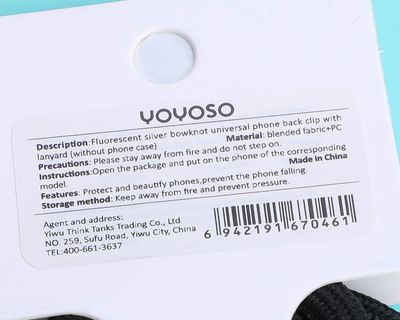 YOYOSO
Description:Fluorescent silver bowknot universal phone back clip with
lanyard (without phone case) Material: blended fabric+PC
Precautions: Please stay away from fire and do not step on.
Instructions:Open the package and put on the phone of the corresponding
model. Made in China
Features: Protect and beautify phones,prevent the phone falling.
Storage method: Keep away from fire and prevent pressure.
Agent and address:
Yiwu Think Tanks Trading Co., Ltd
NO. 259, Sufu Road, Yiwu City, China
TEL:400-661-3637
6 942191 670461